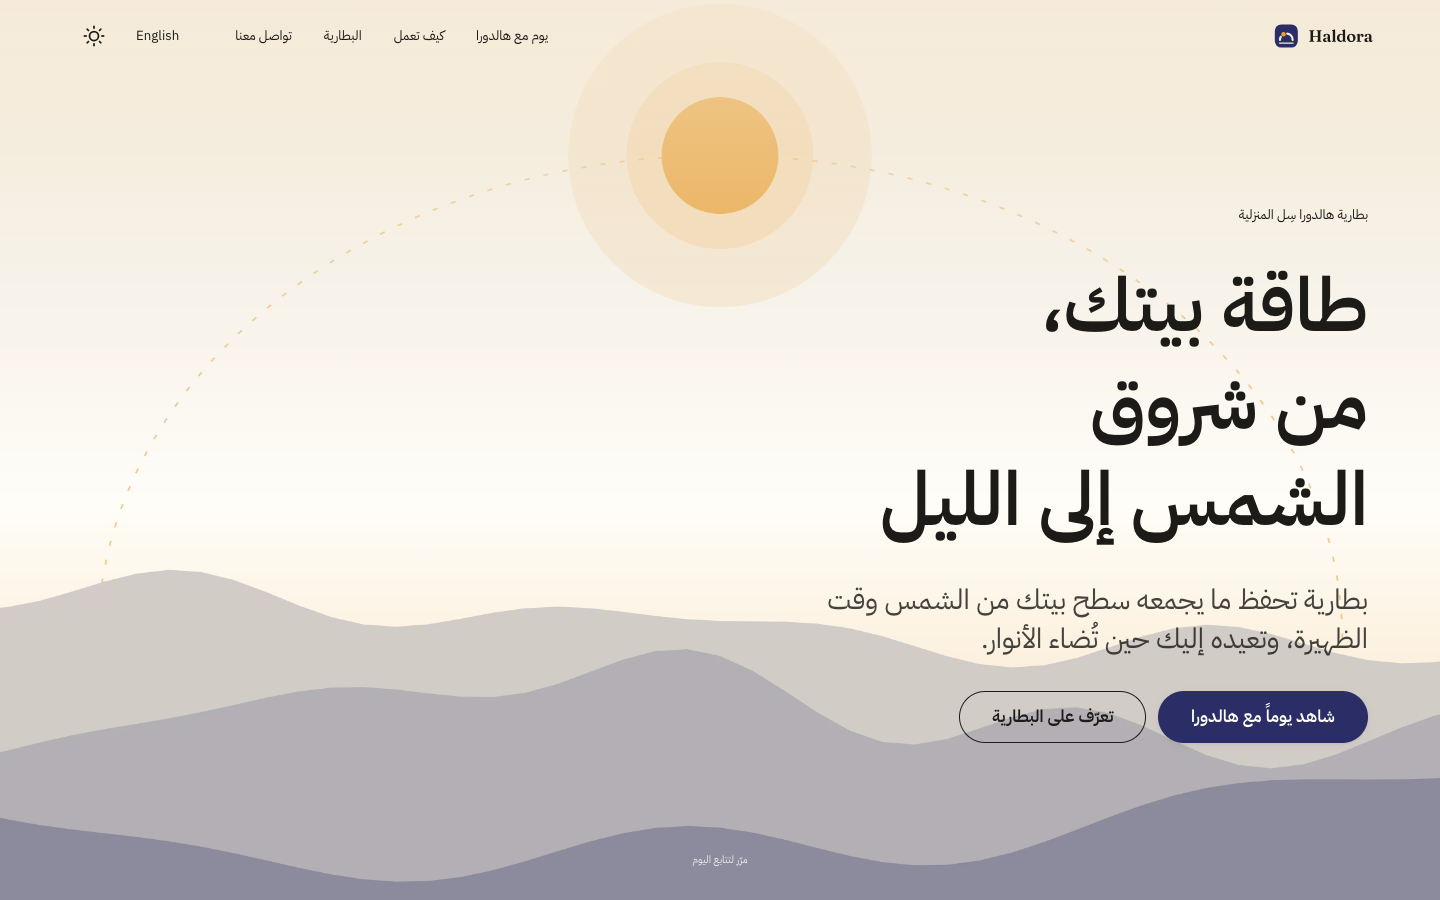 Haldora
يوم مع هالدورا
كيف تعمل
البطارية
تواصل معنا
English
بطارية هالدورا سِل المنزلية
طاقة بيتك،
من شروق
الشمس إلى الليل
بطارية تحفظ ما يجمعه سطح بيتك من الشمس وقت
الظهيرة، وتعيده إليك حين تُضاء الأنوار.
شاهد يوماً مع هالدورا
تعرّف على البطارية
مرّر لتتابع اليوم